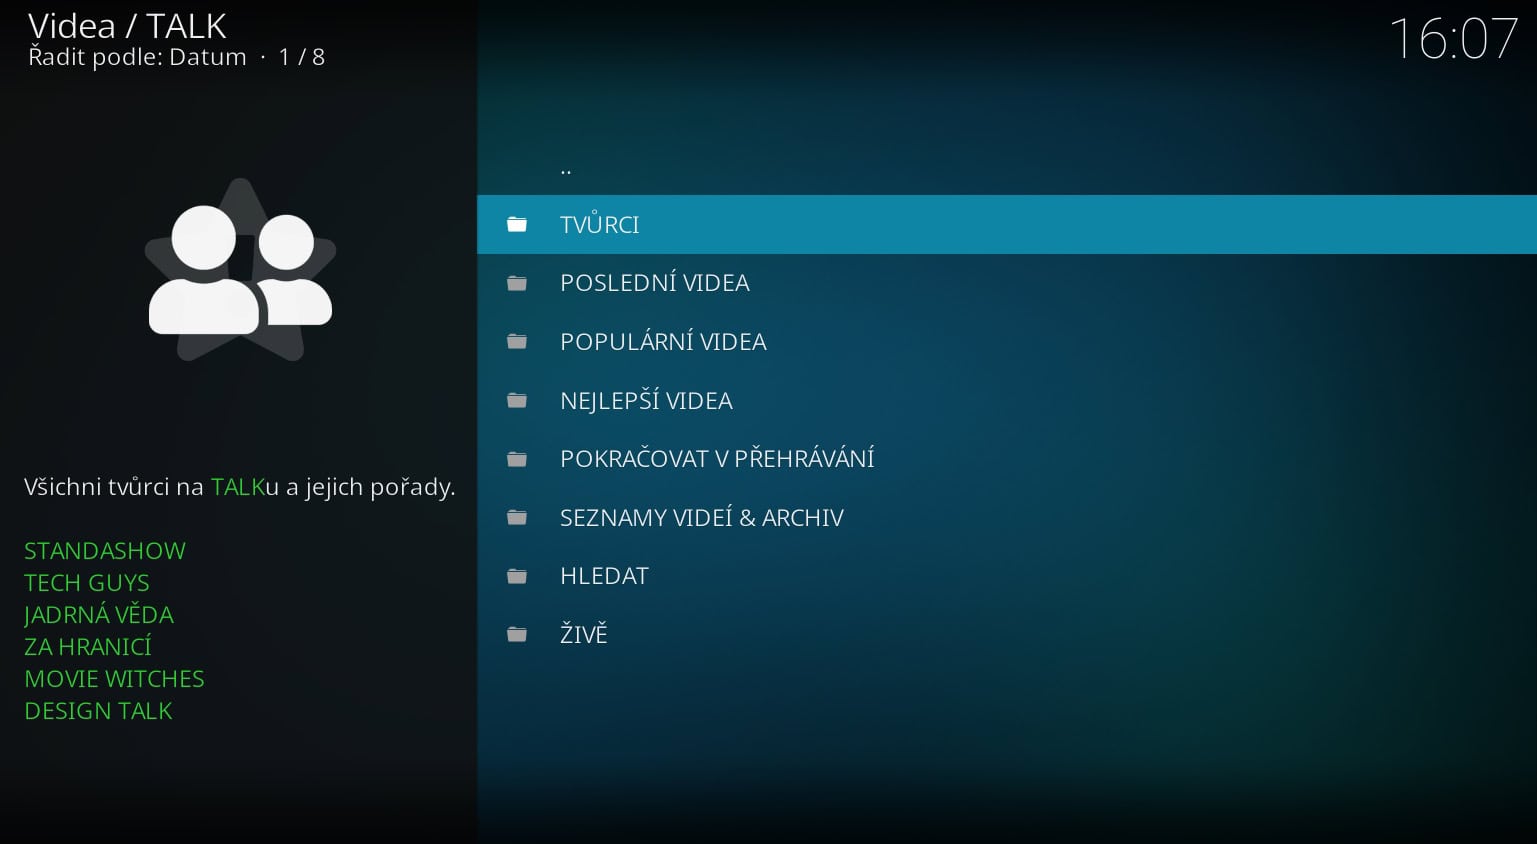 Videa / TALK
Řadit podle: Datum · 1 / 8
16:07
..
TVŮRCI
POSLEDNÍ VIDEA
POPULÁRNÍ VIDEA
NEJLEPŠÍ VIDEA
POKRAČOVAT V PŘEHRÁVÁNÍ
SEZNAMY VIDEÍ & ARCHIV
HLEDAT
ŽIVĚ
Všichni tvůrci na TALKu a jejich pořady.
STANDASHOW
TECH GUYS
JADRNÁ VĚDA
ZA HRANICÍ
MOVIE WITCHES
DESIGN TALK